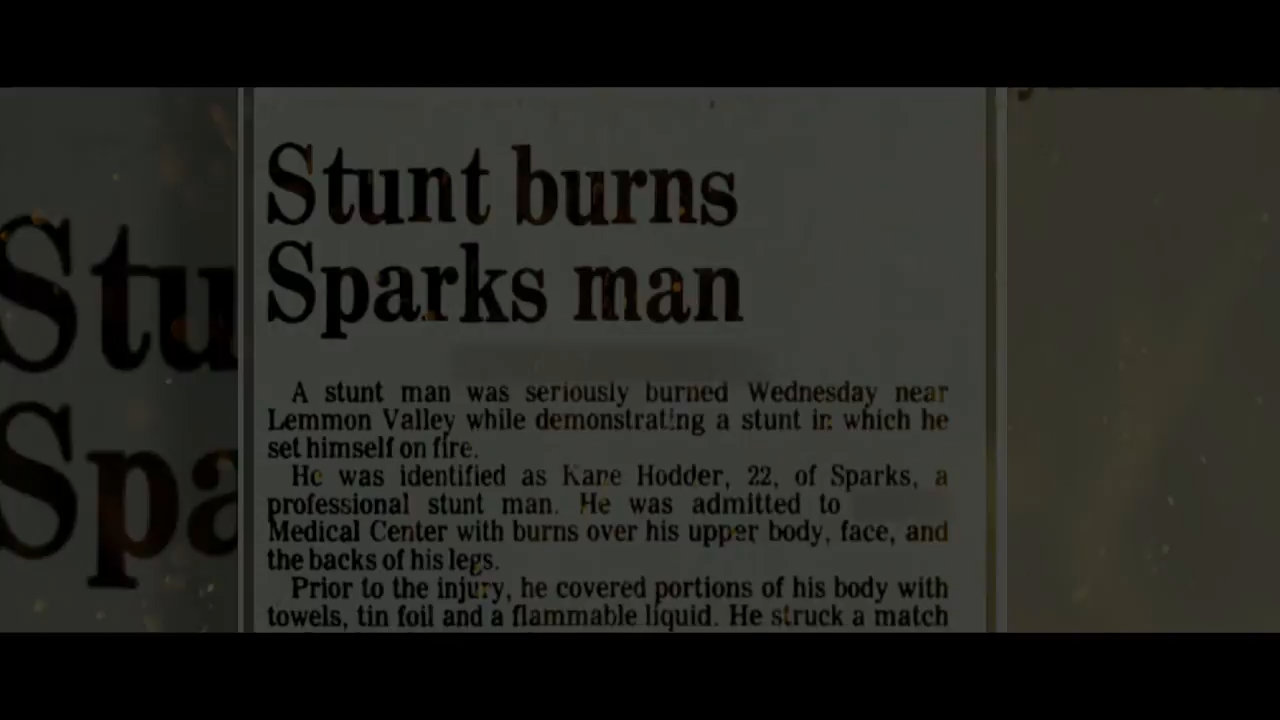 Stu
Spa
Stunt burns
Sparks man
A stunt man was seriously burned Wednesday near
Lemmon Valley while demonstrating a stunt in which he
set himself on fire.
He was identified as Kane Hodder, 22, of Sparks, a
professional stunt man. He was admitted to
Medical Center with burns over his upper body, face, and
the backs of his legs.
Prior to the injury, he covered portions of his body with
towels, tin foil and a flammable liquid. He struck a match